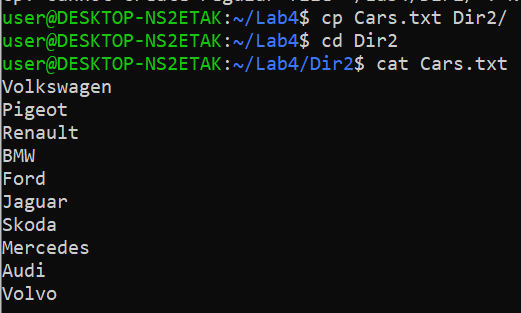 user@DESKTOP-NS2ETAK:~/Lab4$ cp Cars.txt Dir2/
user@DESKTOP-NS2ETAK:~/Lab4$ cd Dir2
user@DESKTOP-NS2ETAK:~/Lab4/Dir2$ cat Cars.txt
Volkswagen
Pigeot
Renault
BMW
Ford
Jaguar
Skoda
Mercedes
Audi
Volvo